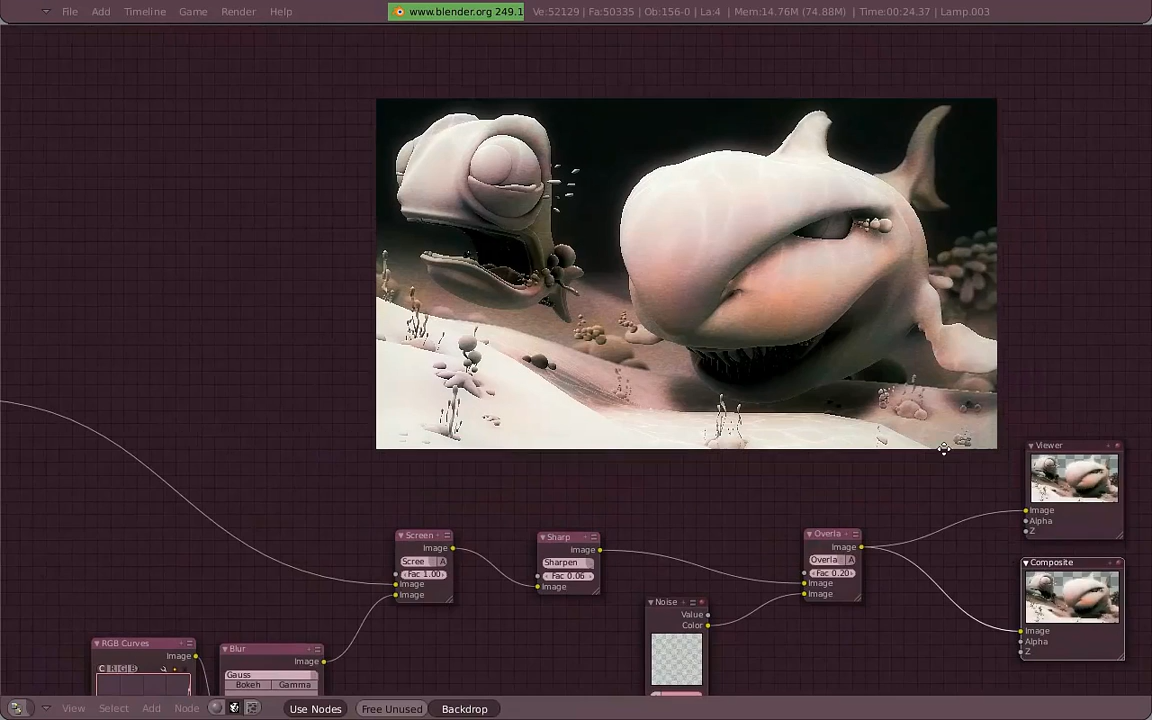 File Add Timeline Game Render Help www.blender.org 249.1 Ve:52129 | Fa:50335 | Ob:156-0 | La:4 | Mem:14.76M (74.88M) | Time:00:24.37 | Lamp.003
Viewer
Image
Alpha
Z
Screen
Image
Scree A
Fac 1.00
Image
Image
Sharp
Image
Sharpen
Fac 0.06
Image
Overla
Image
Overla A
Fac 0.20
Image
Image
Composite
Image
Alpha
Z
Noise
Value
Color
RGB Curves
Image
C R G B
Blur
Image
Gauss
Bokeh Gamma
View Select Add Node Use Nodes Free Unused Backdrop